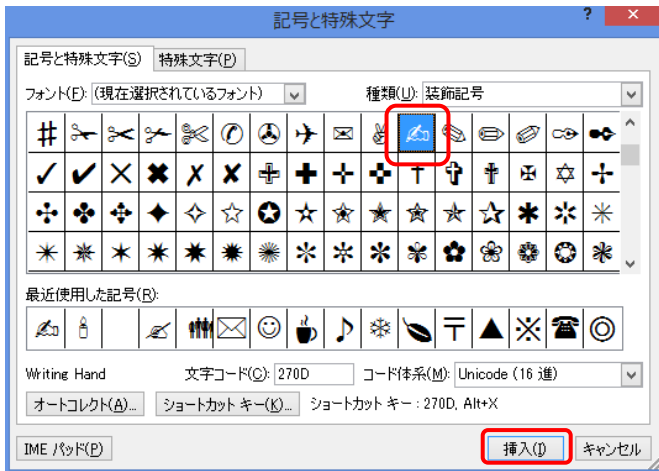 記号と特殊文字 ? ×
記号と特殊文字(S) 特殊文字(P)
フォント(F): (現在選択されているフォント) 種類(U): 装飾記号
♯ ✁ ✂ ✃ ✄ ✆ ✇ ✈ ✉ ✌ ✍ ✎ ✏ ✐ ✑ ✒
✓ ✔ ✕ ✖ ✗ ✘ ✙ ✚ ✛ ✜ ✝ ✞ ✟ ✠ ✡ ✢
✣ ✤ ✥ ✦ ✧ ✩ ✪ ✫ ✬ ✭ ✮ ✯ ✰ ✱ ✲ ✳
✴ ✵ ✶ ✷ ✸ ✹ ✺ ✻ ✼ ✽ ✾ ✿ ❀ ❁ ❂ ❃
最近使用した記号(R):
✍ 🕯 ✉ ☺ ☕ ♪ ❄ 〒 ▲ ※ ☎ ◎
Writing Hand 文字コード(C): 270D コード体系(M): Unicode (16 進)
オートコレクト(A)... ショートカット キー(K)... ショートカット キー : 270D, Alt+X
IME パッド(P) 挿入(I) キャンセル